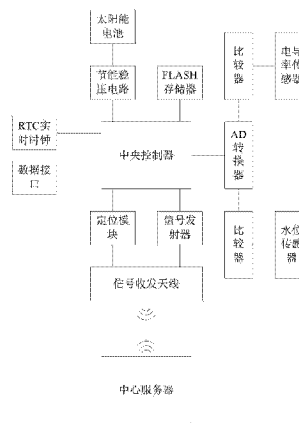 太阳能
电池
节能稳
压电路
FLASH
存储器
比
较
器
电导
率传
感器
RTC实
时时钟
数据接
口
中央控制器
AD
转
换
器
定位模
块
信号发
射器
比
较
器
水位
传感
器
信号收发天线
中心服务器